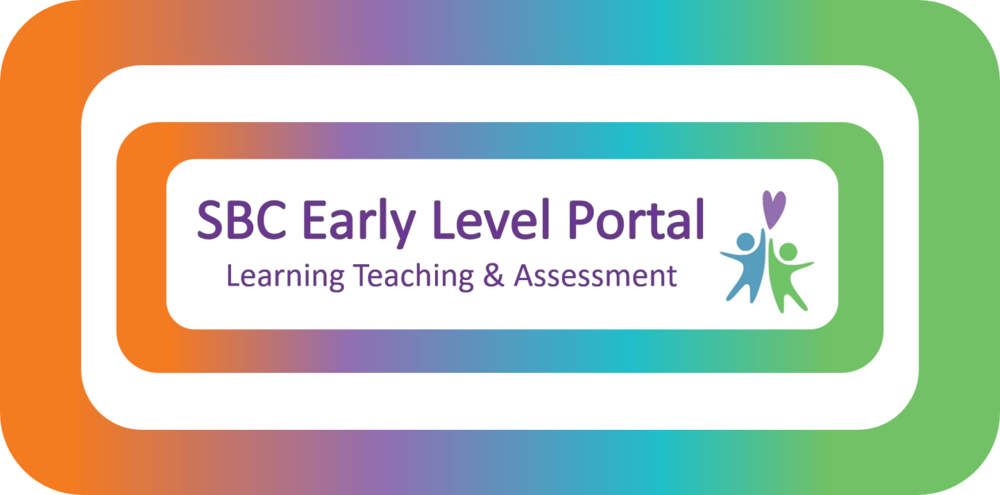 SBC Early Level Portal
Learning Teaching & Assessment